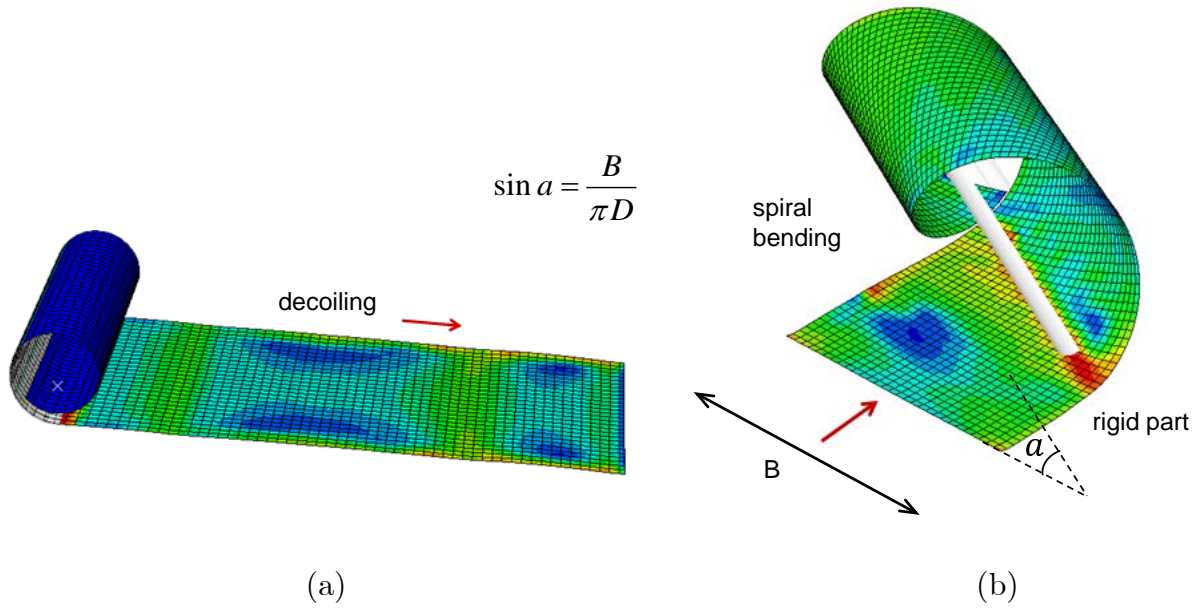 sin a = B / πD
decoiling
spiral
bending
rigid part
a
B
(a)
(b)